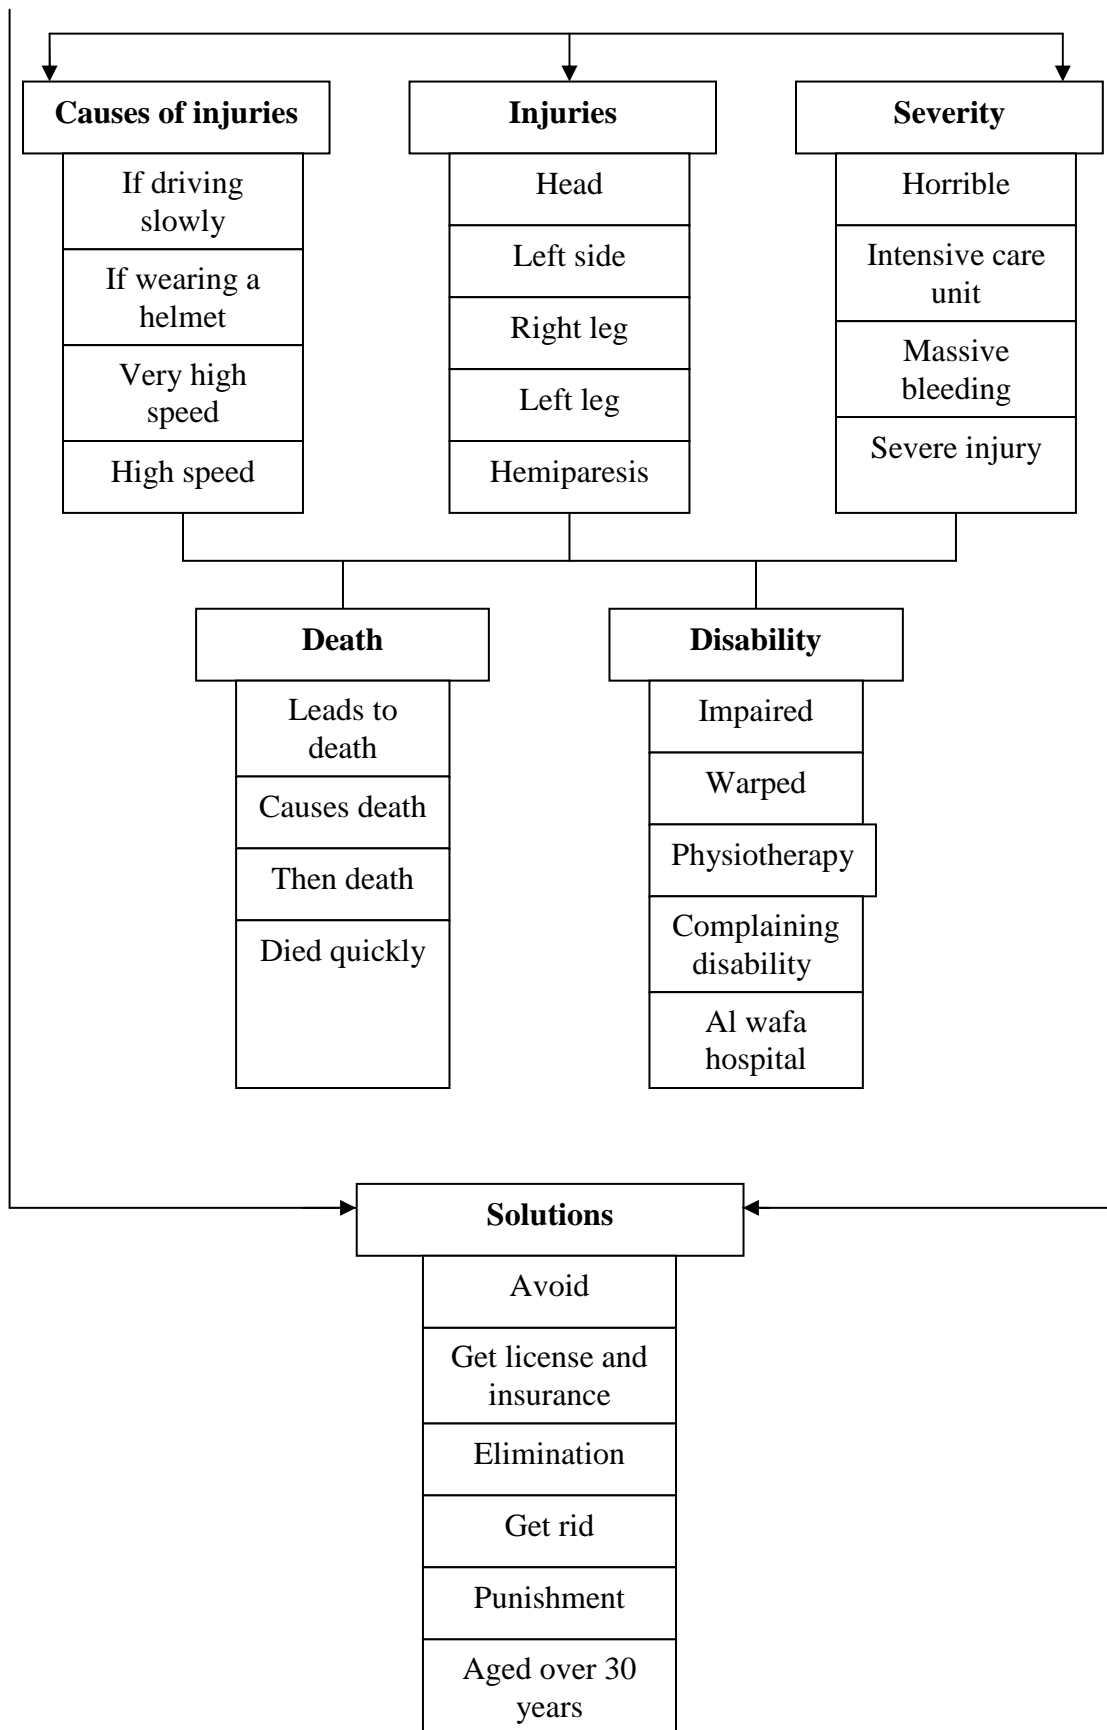 Causes of injuries
If driving
slowly
If wearing a
helmet
Very high
speed
High speed
Injuries
Head
Left side
Right leg
Left leg
Hemiparesis
Severity
Horrible
Intensive care
unit
Massive
bleeding
Severe injury
Death
Leads to
death
Causes death
Then death
Died quickly
Disability
Impaired
Warped
Physiotherapy
Complaining
disability
Al wafa
hospital
Solutions
Avoid
Get license and
insurance
Elimination
Get rid
Punishment
Aged over 30
years